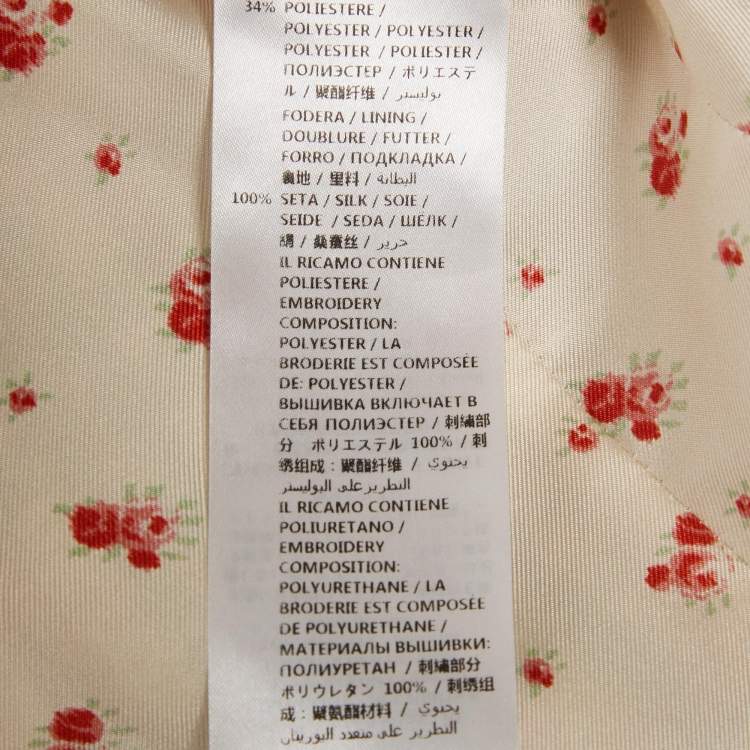 34% POLIESTERE /
POLYESTER / POLYESTER /
POLYESTER / POLIESTER /
ПОЛИЭСТЕР / ポリエステ
ル / 聚酯纤维 / بوليستر
FODERA / LINING /
DOUBLURE / FUTTER /
FORRO / ПОДКЛАДКА /
裏地 / 里料 / البطانة
100% SETA / SILK / SOIE /
SEIDE / SEDA / ШЁЛК /
絹 / 桑蚕丝 / حرير
IL RICAMO CONTIENE
POLIESTERE /
EMBROIDERY
COMPOSITION:
POLYESTER / LA
BRODERIE EST COMPOSÉE
DE: POLYESTER /
ВЫШИВКА ВКЛЮЧАЕТ В
СЕБЯ ПОЛИЭСТЕР / 刺繍部
分 ポリエステル 100% / 刺
绣组成：聚酯纤维 / يحتوي
التطريز على البوليستر
IL RICAMO CONTIENE
POLIURETANO /
EMBROIDERY
COMPOSITION:
POLYURETHANE / LA
BRODERIE EST COMPOSÉE
DE POLYURETHANE /
МАТЕРИАЛЫ ВЫШИВКИ:
ПОЛИУРЕТАН / 刺繍部分
ポリウレタン 100% / 刺绣组
成：聚氨酯材料 / يحتوي
التطريز على متعدد اليوريتان